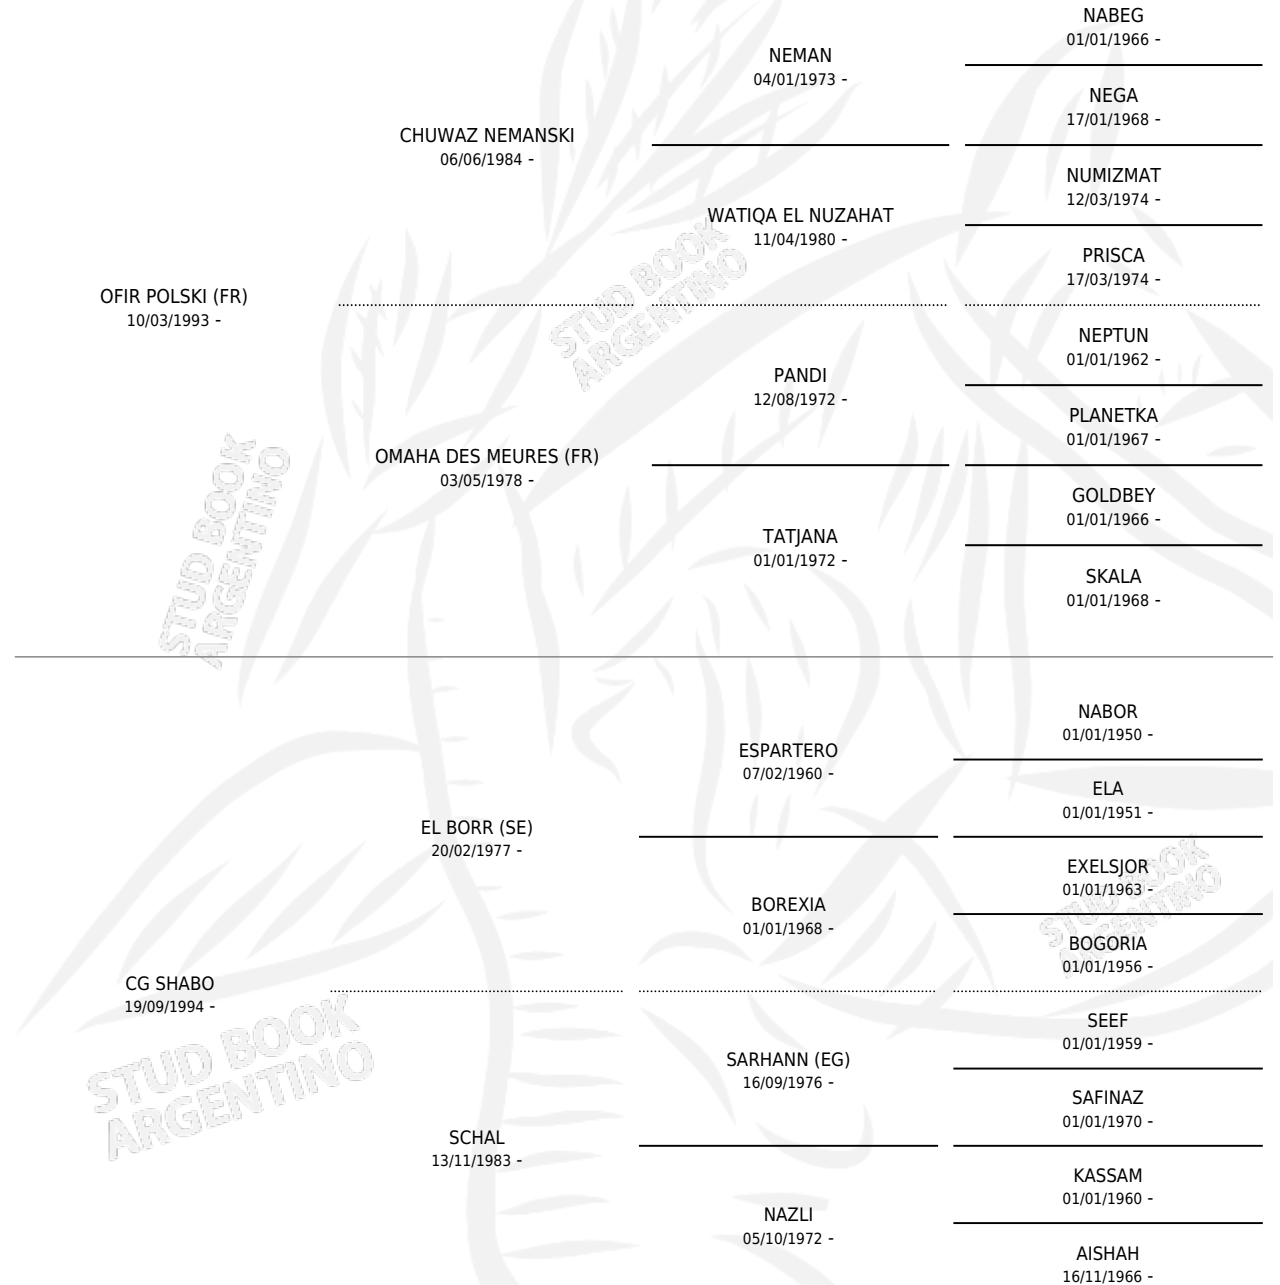 NABEG
01/01/1966 -
NEMAN
04/01/1973 -
NEGA
17/01/1968 -
CHUWAZ NEMANSKI
06/06/1984 -
NUMIZMAT
12/03/1974 -
WATIQA EL NUZAHAT
11/04/1980 -
PRISCA
17/03/1974 -
OFIR POLSKI (FR)
10/03/1993 -
NEPTUN
01/01/1962 -
PANDI
12/08/1972 -
PLANETKA
01/01/1967 -
OMAHA DES MEURES (FR)
03/05/1978 -
GOLDBEY
01/01/1966 -
TATJANA
01/01/1972 -
SKALA
01/01/1968 -
STUD BOOK
ARGENTINO
STUD BOOK
ARGENTINO
NABOR
01/01/1950 -
ESPARTERO
07/02/1960 -
ELA
01/01/1951 -
EL BORR (SE)
20/02/1977 -
EXELSJOR
01/01/1963 -
BOREXIA
01/01/1968 -
BOGORIA
01/01/1956 -
CG SHABO
19/09/1994 -
SEEF
01/01/1959 -
SARHANN (EG)
16/09/1976 -
SAFINAZ
01/01/1970 -
SCHAL
13/11/1983 -
KASSAM
01/01/1960 -
NAZLI
05/10/1972 -
AISHAH
16/11/1966 -
STUD BOOK
ARGENTINO
STUD BOOK
ARGENTINO